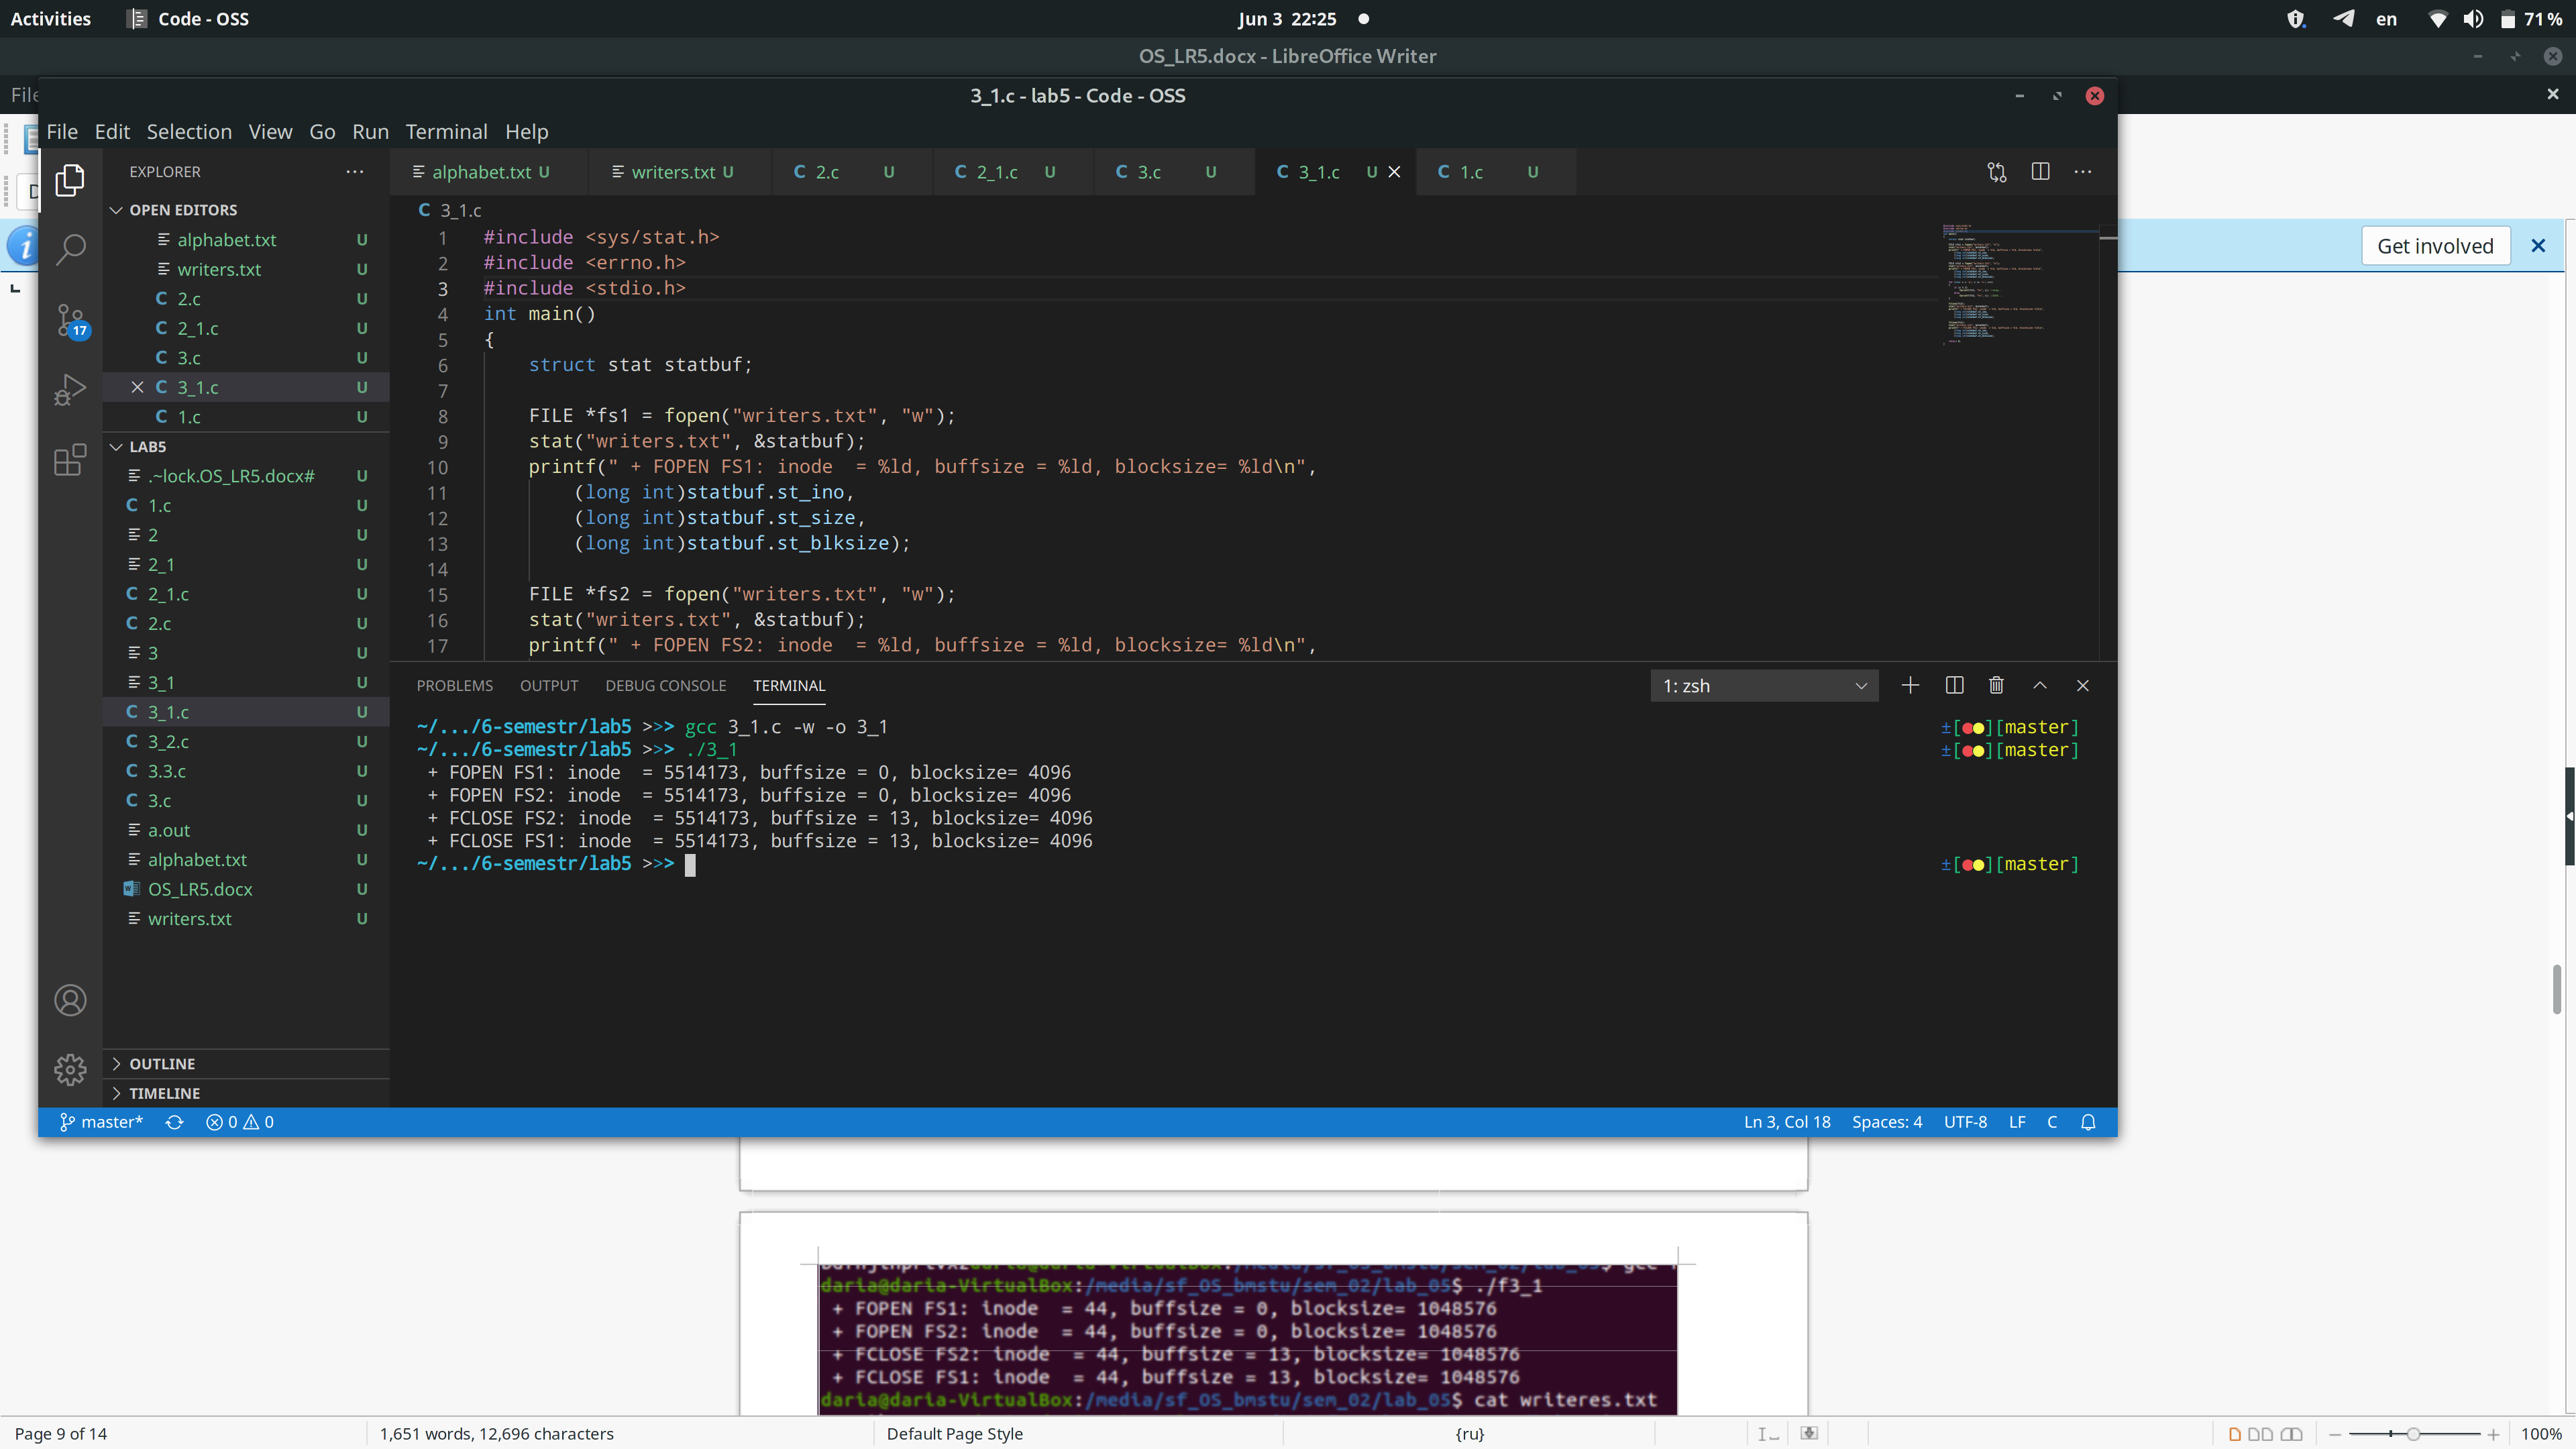 Activities Code - OSS Jun 3 22:25 en 71%
OS_LR5.docx - LibreOffice Writer
File
3_1.c - lab5 - Code - OSS
File Edit Selection View Go Run Terminal Help
EXPLORER
alphabet.txt U writers.txt U C 2.c U C 2_1.c U C 3.c U C 3_1.c U C 1.c U
OPEN EDITORS
alphabet.txt U
writers.txt U
C 2.c U
C 2_1.c U
C 3.c U
C 3_1.c U
C 1.c U
LAB5
.~lock.OS_LR5.docx# U
C 1.c U
2 U
2_1 U
C 2_1.c U
C 2.c U
3 U
3_1 U
C 3_1.c U
C 3_2.c U
C 3.3.c U
C 3.c U
a.out U
alphabet.txt U
OS_LR5.docx U
writers.txt U
OUTLINE
TIMELINE
17
C 3_1.c
1 #include <sys/stat.h>
2 #include <errno.h>
3 #include <stdio.h>
4 int main()
5 {
6 struct stat statbuf;
7
8 FILE *fs1 = fopen("writers.txt", "w");
9 stat("writers.txt", &statbuf);
10 printf(" + FOPEN FS1: inode  = %ld, buffsize = %ld, blocksize= %ld\n",
11 (long int)statbuf.st_ino,
12 (long int)statbuf.st_size,
13 (long int)statbuf.st_blksize);
14
15 FILE *fs2 = fopen("writers.txt", "w");
16 stat("writers.txt", &statbuf);
17 printf(" + FOPEN FS2: inode  = %ld, buffsize = %ld, blocksize= %ld\n",
Get involved
PROBLEMS OUTPUT DEBUG CONSOLE TERMINAL 1: zsh
~/.../6-semestr/lab5 >>> gcc 3_1.c -w -o 3_1 ±[●●][master]
~/.../6-semestr/lab5 >>> ./3_1 ±[●●][master]
+ FOPEN FS1: inode  = 5514173, buffsize = 0, blocksize= 4096
+ FOPEN FS2: inode  = 5514173, buffsize = 0, blocksize= 4096
+ FCLOSE FS2: inode  = 5514173, buffsize = 13, blocksize= 4096
+ FCLOSE FS1: inode  = 5514173, buffsize = 13, blocksize= 4096
~/.../6-semestr/lab5 >>> ±[●●][master]
master* 0 0 Ln 3, Col 18 Spaces: 4 UTF-8 LF C
daria@daria-VirtualBox:/media/sf_OS_bmstu/sem_02/lab_05$ ./f3_1
+ FOPEN FS1: inode  = 44, buffsize = 0, blocksize= 1048576
+ FOPEN FS2: inode  = 44, buffsize = 0, blocksize= 1048576
+ FCLOSE FS2: inode  = 44, buffsize = 13, blocksize= 1048576
+ FCLOSE FS1: inode  = 44, buffsize = 13, blocksize= 1048576
daria@daria-VirtualBox:/media/sf_OS_bmstu/sem_02/lab_05$ cat writeres.txt
Page 9 of 14 1,651 words, 12,696 characters Default Page Style {ru} 100%